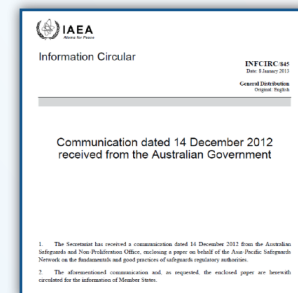 IAEA
Atoms for Peace
Information Circular
INFCIRC/845
Date: 8 January 2013
General Distribution
Original: English
Communication dated 14 December 2012
received from the Australian Government
1. The Secretariat has received a communication dated 14 December 2012 from the Australian
Safeguards and Non-Proliferation Office, enclosing a paper on behalf of the Asia-Pacific Safeguards
Network on the fundamentals and good practices of safeguards regulatory authorities.
2. The aforementioned communication and, as requested, the enclosed paper are herewith
circulated for the information of Member States.